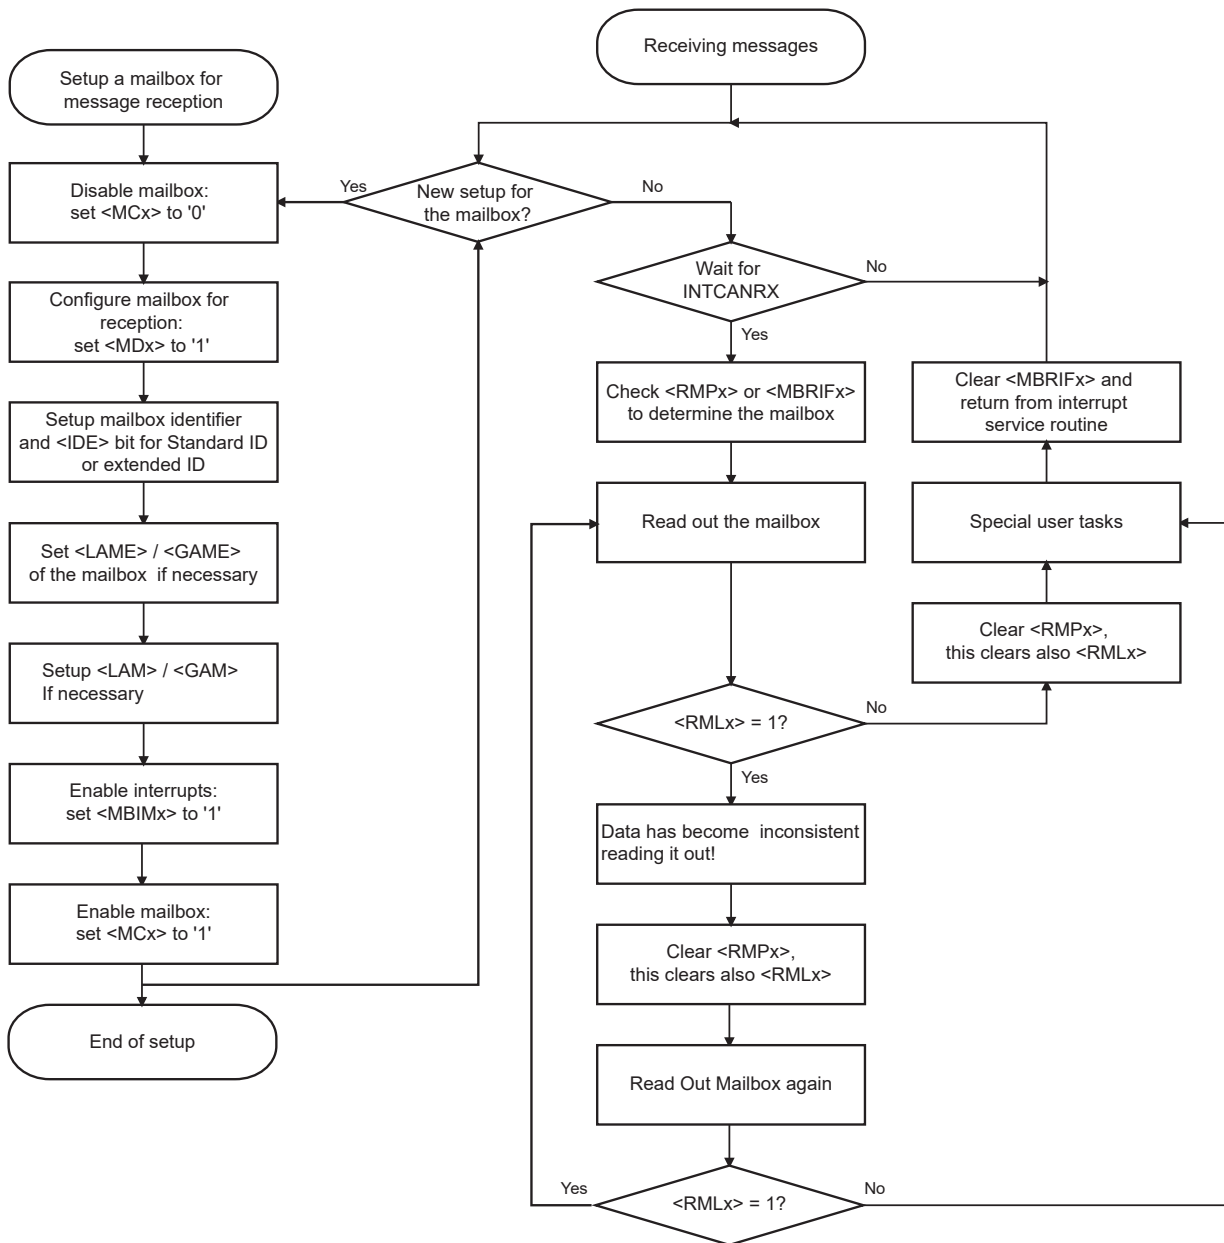 Setup a mailbox for
message reception
Disable mailbox:
set <MCx> to '0'
Configure mailbox for
reception:
set <MDx> to '1'
Setup mailbox identifier
and <IDE> bit for Standard ID
or extended ID
Set <LAME> / <GAME>
of the mailbox if necessary
Setup <LAM> / <GAM>
If necessary
Enable interrupts:
set <MBIMx> to '1'
Enable mailbox:
set <MCx> to '1'
End of setup
Receiving messages
Yes
New setup for
the mailbox?
No
Wait for
INTCANRX
No
Yes
Check <RMPx> or <MBRIFx>
to determine the mailbox
Read out the mailbox
<RMLx> = 1?
No
Yes
Data has become inconsistent
reading it out!
Clear <RMPx>,
this clears also <RMLx>
Read Out Mailbox again
Yes
<RMLx> = 1?
No
Clear <MBRIFx> and
return from interrupt
service routine
Special user tasks
Clear <RMPx>,
this clears also <RMLx>